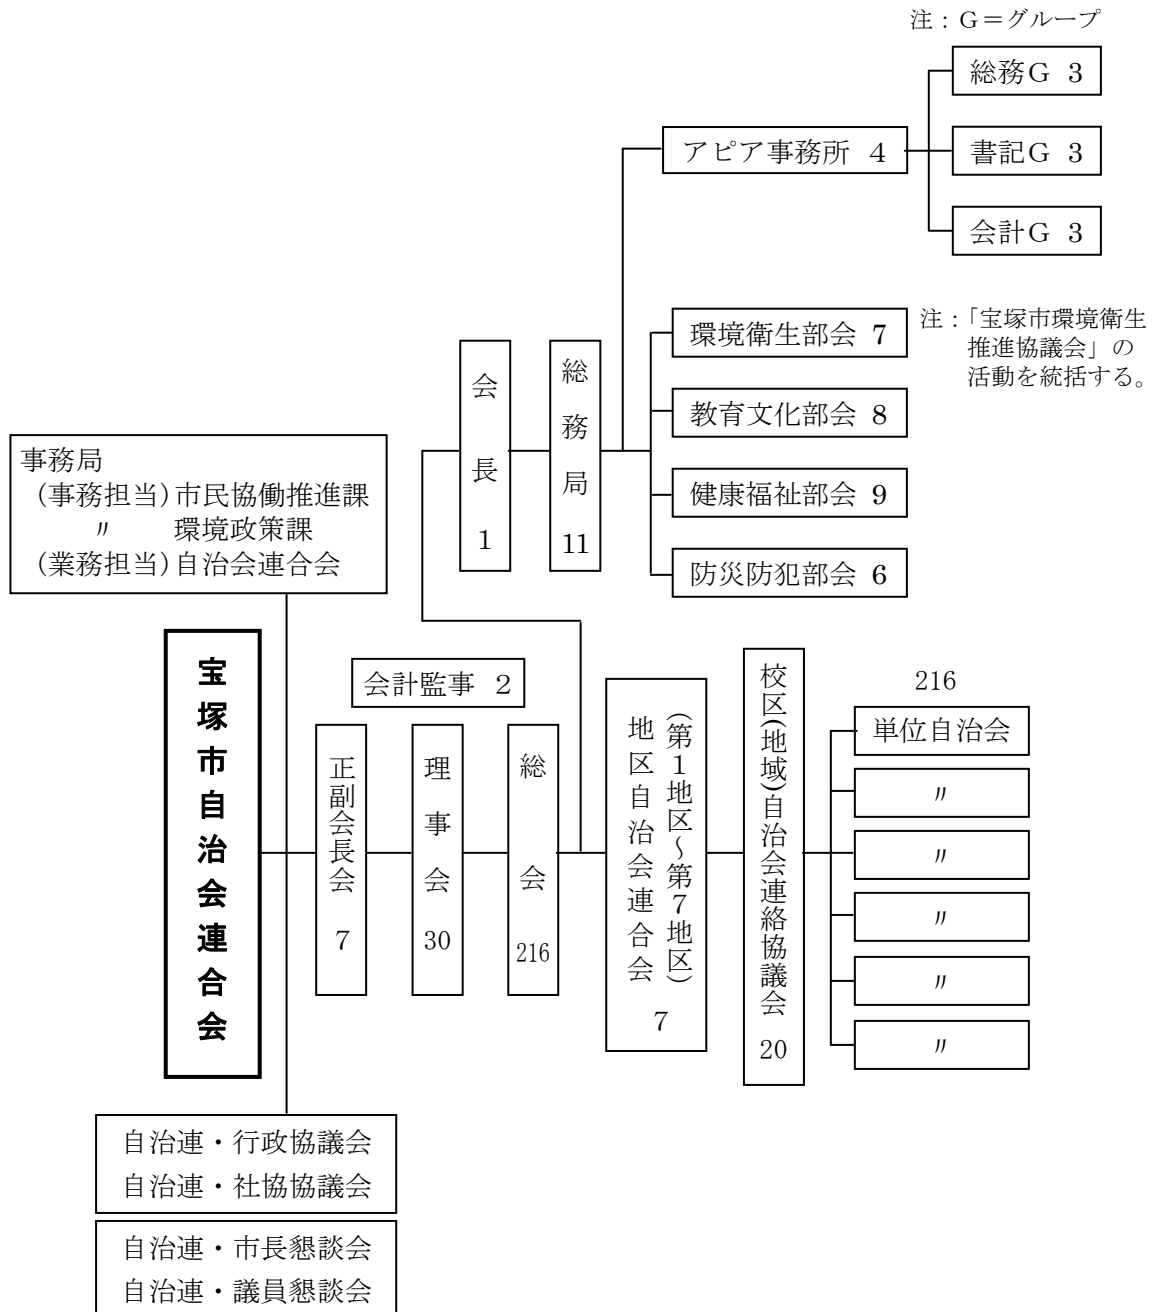 注：G＝グループ
総務G 3
アピア事務所 4
書記G 3
会計G 3
環境衛生部会 7
注：「宝塚市環境衛生
推進協議会」の
活動を統括する。
教育文化部会 8
健康福祉部会 9
防災防犯部会 6
会長 1
総務局 11
事務局
(事務担当)市民協働推進課
〃 環境政策課
(業務担当)自治会連合会
宝塚市自治会連合会
会計監事 2
正副会長会 7
理事会 30
総会 216
(第1地区～第7地区)
地区自治会連合会
7
校区(地域)自治会連絡協議会 20
216
単位自治会
〃
〃
〃
〃
〃
自治連・行政協議会
自治連・社協協議会
自治連・市長懇談会
自治連・議員懇談会